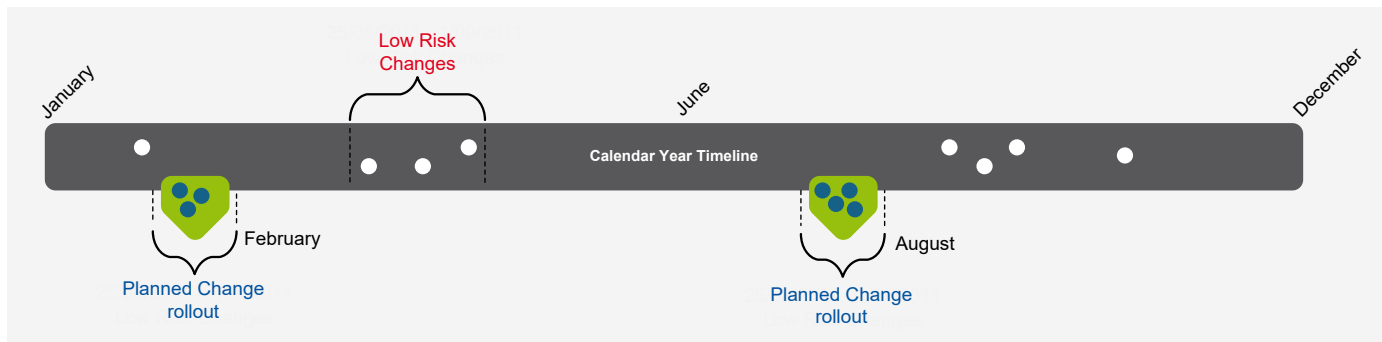 Low Risk
Changes
January
June
December
Calendar Year Timeline
February
August
Planned Change
rollout
Planned Change
rollout